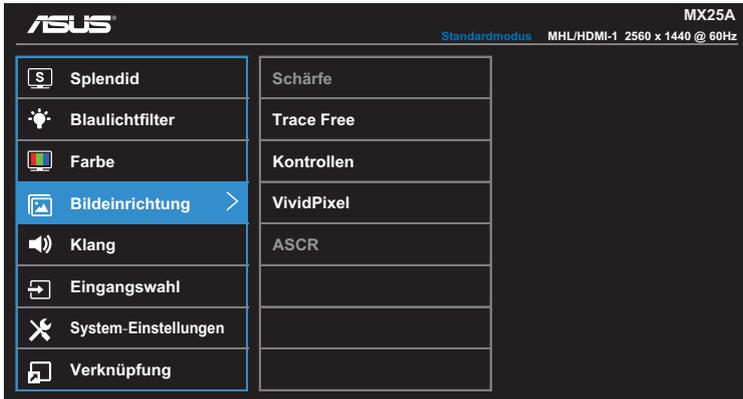 ASUS®
MX25A
Standardmodus MHL/HDMI-1 2560 x 1440 @ 60Hz
S Splendid
Blaulichtfilter
Farbe
Bildeinrichtung
Klang
Eingangswahl
System-Einstellungen
Verknüpfung
Schärfe
Trace Free
Kontrollen
VividPixel
ASCR